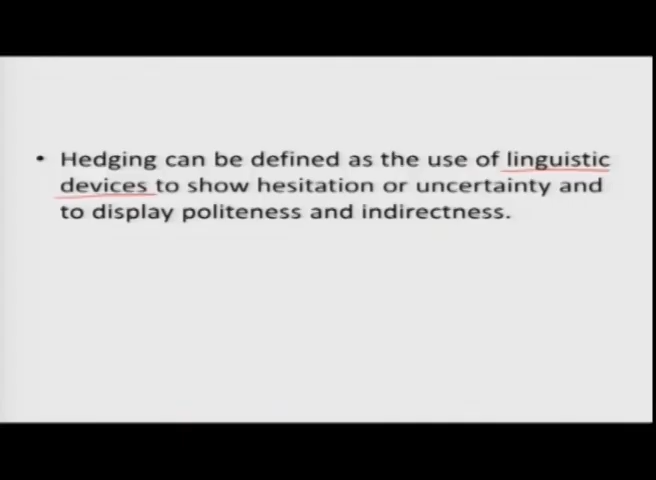 • Hedging can be defined as the use of linguistic
devices to show hesitation or uncertainty and
to display politeness and indirectness.